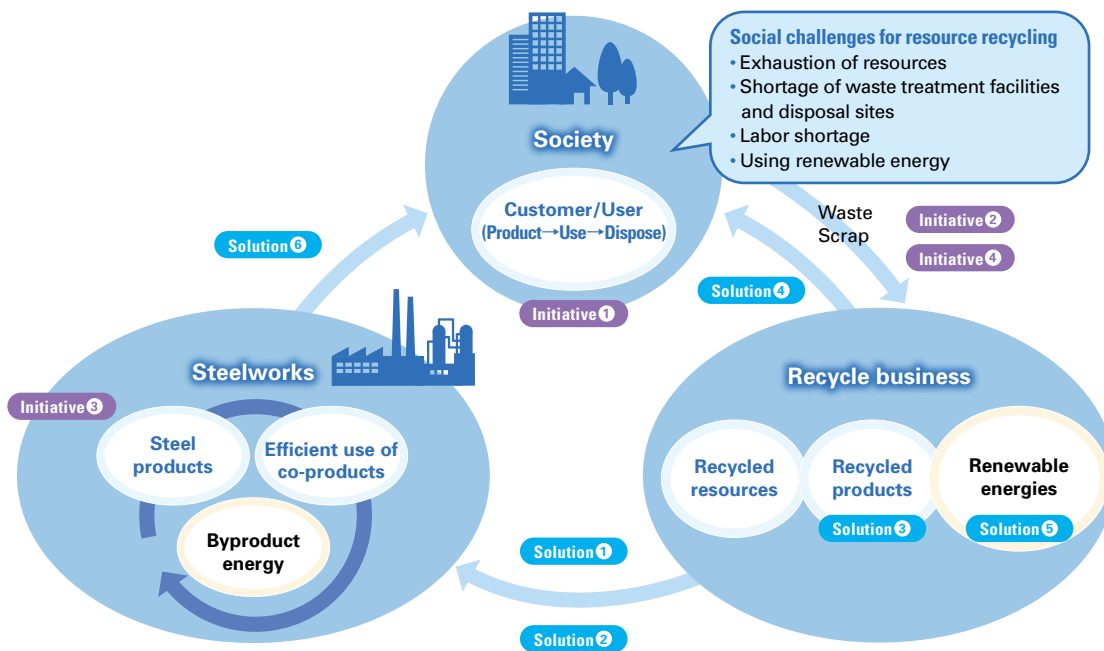 Social challenges for resource recycling
• Exhaustion of resources
• Shortage of waste treatment facilities
and disposal sites
• Labor shortage
• Using renewable energy
Society
Customer/User
(Product→Use→Dispose)
Initiative❶
Waste
Scrap
Initiative❷
Initiative❹
Solution❻
Solution❹
Steelworks
Initiative❸
Steel
products
Efficient use of
co-products
Byproduct
energy
Recycle business
Recycled
resources
Recycled
products
Solution❸
Renewable
energies
Solution❺
Solution❶
Solution❷